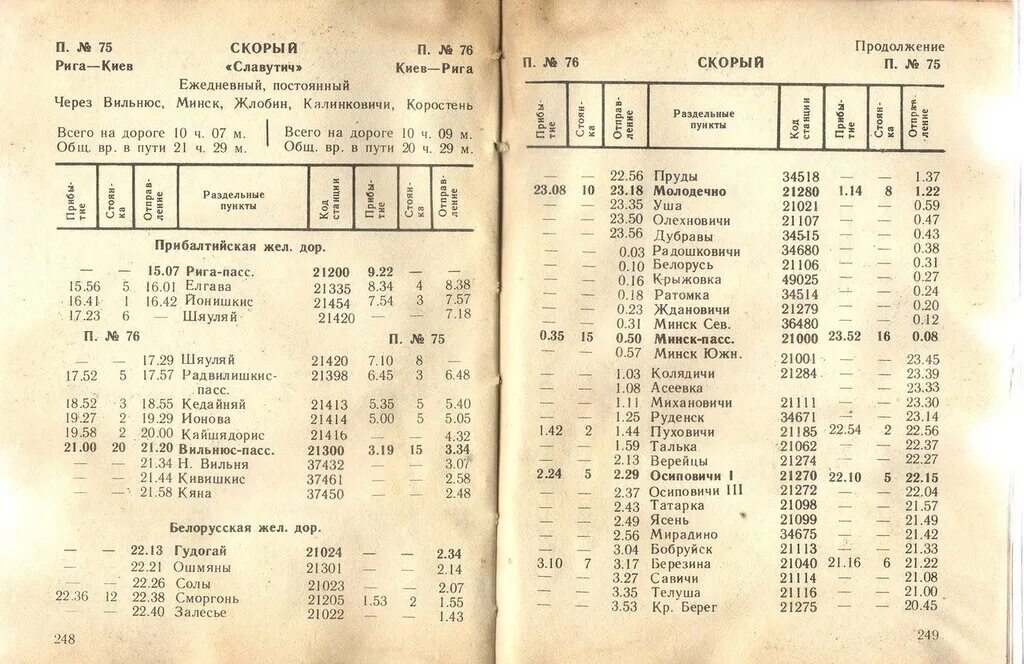 П. № 75 СКОРЫЙ П. № 76
Рига—Киев «Славутич» Киев—Рига
Ежедневный, постоянный
Через Вильнюс, Минск, Жлобин, Калинковичи, Коростень
Всего на дороге 10 ч. 07 м. Всего на дороге 10 ч. 09 м.
Общ. вр. в пути 21 ч. 29 м. Общ. вр. в пути 20 ч. 29 м.
Прибытие Стоянка Отправление Раздельные пункты Код станции Прибытие Стоянка Отправление
Прибалтийская жел. дор.
— — 15.07 Рига-пасс. 21200 9.22 — —
15.56 5 16.01 Елгава 21335 8.34 4 8.38
16.41 1 16.42 Йонишкис 21454 7.54 3 7.57
17.23 6 — Шяуляй 21420 — — 7.18
П. № 76 П. № 75
— — 17.29 Шяуляй 21420 7.10 8 —
17.52 5 17.57 Радвилишкис- 21398 6.45 3 6.48
пасс.
18.52 3 18.55 Кедайняй 21413 5.35 5 5.40
19.27 2 19.29 Ионова 21414 5.00 5 5.05
19.58 2 20.00 Кайшядорис 21416 — — 4.32
21.00 20 21.20 Вильнюс-пасс. 21300 3.19 15 3.34
— — 21.34 Н. Вильня 37432 — — 3.07
— — 21.44 Кивишкис 37461 — — 2.58
— — 21.58 Кяна 37450 — — 2.48
Белорусская жел. дор.
— — 22.13 Гудогай 21024 — — 2.34
— — 22.21 Ошмяны 21301 — — 2.14
— — 22.26 Солы 21023 — — 2.07
22.36 12 22.38 Сморгонь 21205 1.53 2 1.55
— — 22.40 Залесье 21022 — — 1.43
248
Продолжение
П. № 76 СКОРЫЙ П. № 75
Прибытие Стоянка Отправление Раздельные пункты Код станции Прибытие Стоянка Отправление
— — 22.56 Пруды 34518 — — 1.37
23.08 10 23.18 Молодечно 21280 1.14 8 1.22
— — 23.35 Уша 21021 — — 0.59
— — 23.50 Олехновичи 21107 — — 0.47
— — 23.56 Дубравы 34515 — — 0.43
— — 0.03 Радошковичи 34680 — — 0.38
— — 0.10 Белорусь 21106 — — 0.31
— — 0.16 Крыжовка 49025 — — 0.27
— — 0.18 Ратомка 34514 — — 0.24
— — 0.23 Ждановичи 21279 — — 0.20
— — 0.31 Минск Сев. 36480 — — 0.12
0.35 15 0.50 Минск-пасс. 21000 23.52 16 0.08
— — 0.57 Минск Южн. 21001 — — 23.45
— — 1.03 Колядичи 21284 — — 23.39
— — 1.08 Асеевка — — 23.33
— — 1.11 Михановичи 21111 — — 23.30
— — 1.25 Руденск 34671 — — 23.14
1.42 2 1.44 Пуховичи 21185 22.54 2 22.56
— — 1.59 Талька 21062 — — 22.37
— — 2.13 Верейцы 21274 — — 22.27
2.24 5 2.29 Осиповичи I 21270 22.10 5 22.15
— — 2.37 Осиповичи III 21272 — — 22.04
— — 2.43 Татарка 21098 — — 21.57
— — 2.49 Ясень 21099 — — 21.49
— — 2.56 Мирадино 34675 — — 21.42
— — 3.04 Бобруйск 21113 — — 21.33
3.10 7 3.17 Березина 21040 21.16 6 21.22
— — 3.27 Савичи 21114 — — 21.08
— — 3.35 Телуша 21116 — — 21.00
— — 3.53 Кр. Берег 21275 — — 20.45
249